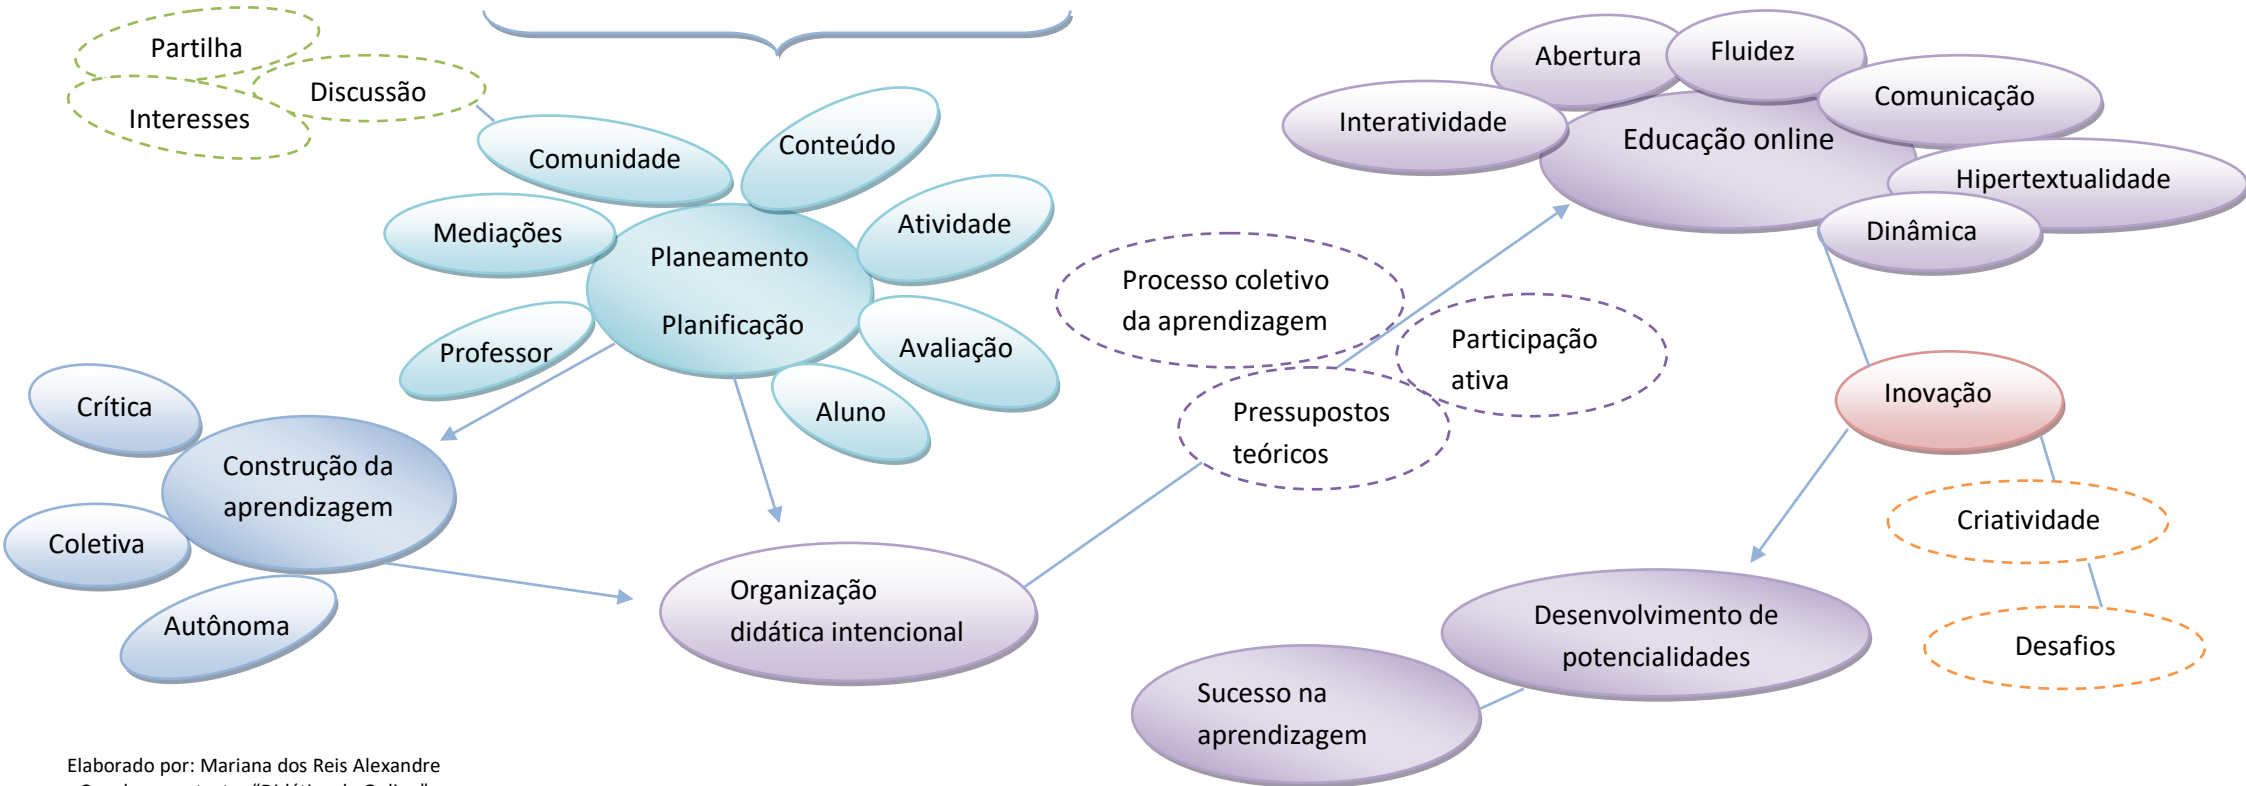 Partilha
Discussão
Interesses
Comunidade
Conteúdo
Mediações
Atividade
Planeamento
Planificação
Professor
Avaliação
Aluno
Crítica
Construção da
aprendizagem
Coletiva
Autônoma
Organização
didática intencional
Processo coletivo
da aprendizagem
Participação
ativa
Pressupostos
teóricos
Interatividade
Abertura
Fluidez
Comunicação
Educação online
Hipertextualidade
Dinâmica
Inovação
Criatividade
Desafios
Desenvolvimento de
potencialidades
Sucesso na
aprendizagem
Elaborado por: Mariana dos Reis Alexandre